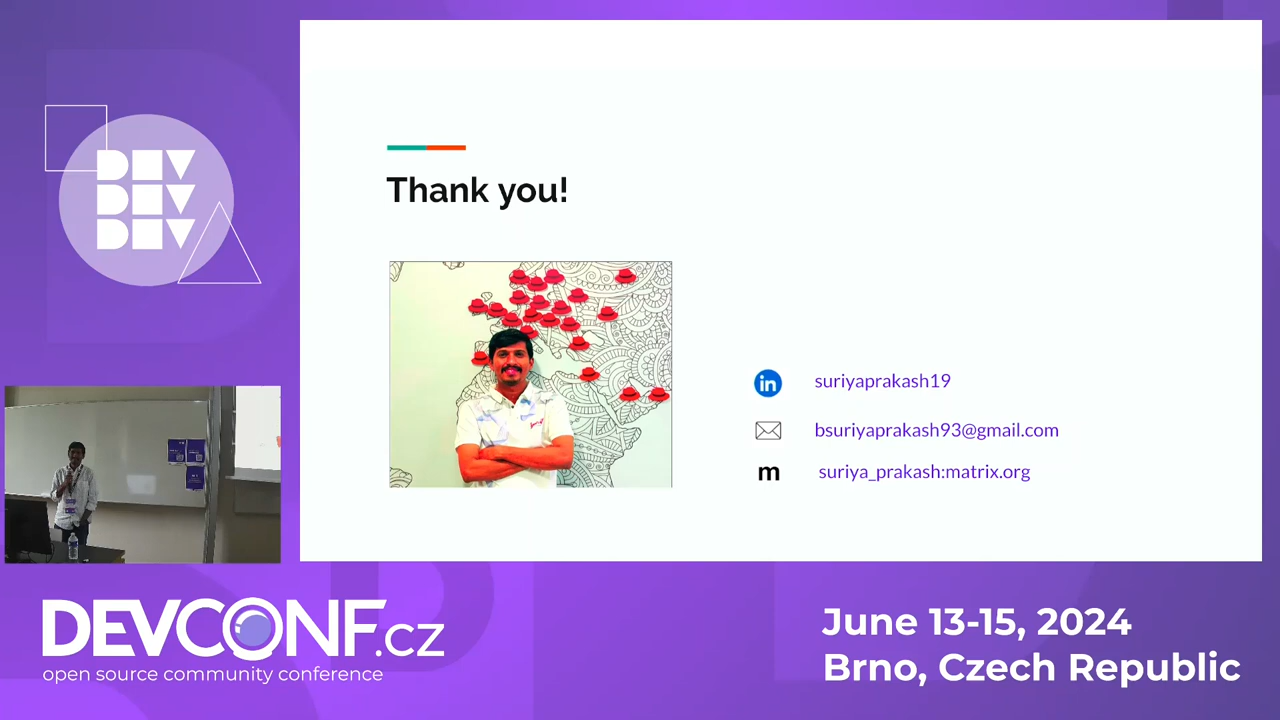 DEV
DEV
DEV
Thank you!
in
suriyaprakash19
bsuriyaprakash93@gmail.com
m
suriya_prakash:matrix.org
DEVCONF.cz
open source community conference
June 13-15, 2024
Brno, Czech Republic